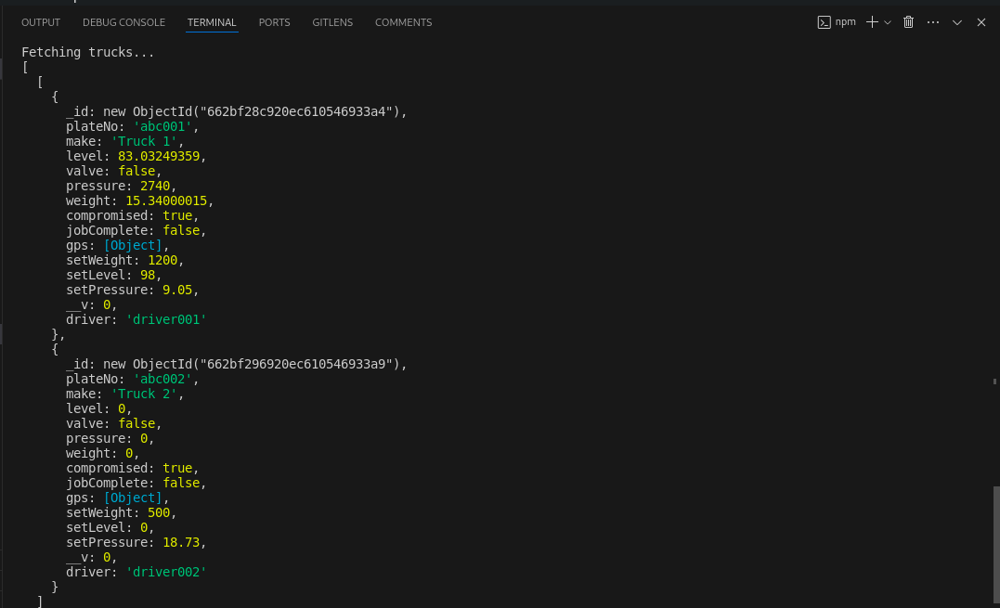 OUTPUT DEBUG CONSOLE TERMINAL PORTS GITLENS COMMENTS npm
Fetching trucks...
[
  [
    {
      _id: new ObjectId("662bf28c920ec610546933a4"),
      plateNo: 'abc001',
      make: 'Truck 1',
      level: 83.03249359,
      valve: false,
      pressure: 2740,
      weight: 15.34000015,
      compromised: true,
      jobComplete: false,
      gps: [Object],
      setWeight: 1200,
      setLevel: 98,
      setPressure: 9.05,
      __v: 0,
      driver: 'driver001'
    },
    {
      _id: new ObjectId("662bf296920ec610546933a9"),
      plateNo: 'abc002',
      make: 'Truck 2',
      level: 0,
      valve: false,
      pressure: 0,
      weight: 0,
      compromised: true,
      jobComplete: false,
      gps: [Object],
      setWeight: 500,
      setLevel: 0,
      setPressure: 18.73,
      __v: 0,
      driver: 'driver002'
    }
  ]